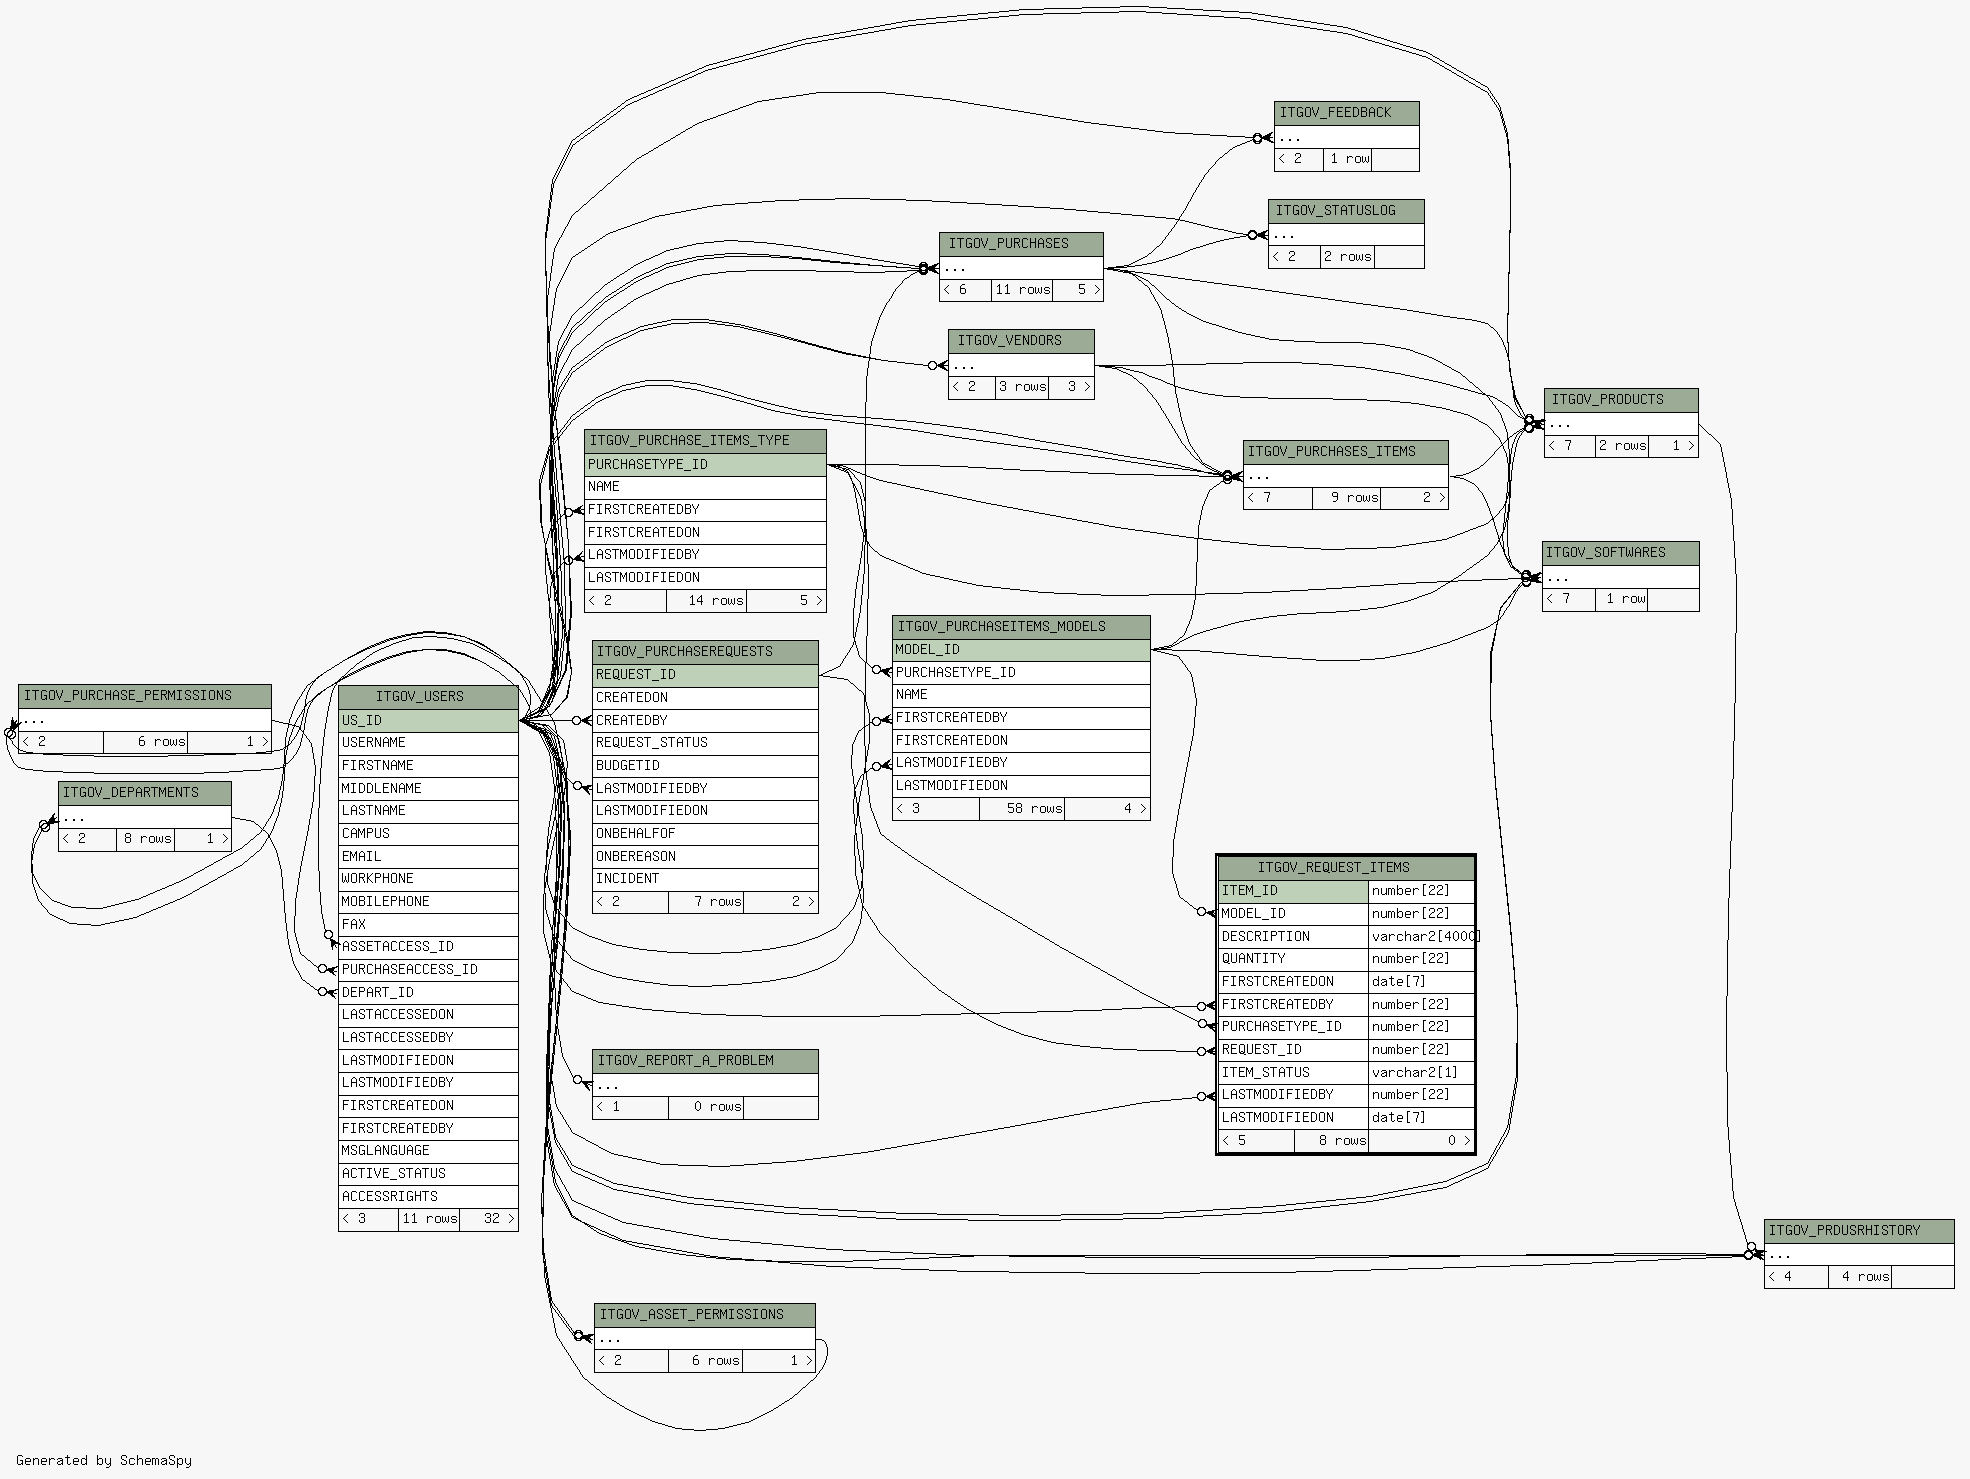 ITGOV_FEEDBACK
...
< 2 1 row
ITGOV_STATUSLOG
...
< 2 2 rows
ITGOV_PURCHASES
...
< 6 11 rows 5 >
ITGOV_VENDORS
...
< 2 3 rows 3 >
ITGOV_PRODUCTS
...
< 7 2 rows 1 >
ITGOV_PURCHASE_ITEMS_TYPE
PURCHASETYPE_ID
NAME
FIRSTCREATEDBY
FIRSTCREATEDON
LASTMODIFIEDBY
LASTMODIFIEDON
< 2 14 rows 5 >
ITGOV_PURCHASES_ITEMS
...
< 7 9 rows 2 >
ITGOV_SOFTWARES
...
< 7 1 row
ITGOV_PURCHASEITEMS_MODELS
MODEL_ID
PURCHASETYPE_ID
NAME
FIRSTCREATEDBY
FIRSTCREATEDON
LASTMODIFIEDBY
LASTMODIFIEDON
< 3 58 rows 4 >
ITGOV_PURCHASEREQUESTS
REQUEST_ID
CREATEDON
CREATEDBY
REQUEST_STATUS
BUDGETID
LASTMODIFIEDBY
LASTMODIFIEDON
ONBEHALFOF
ONBEREASON
INCIDENT
< 2 7 rows 2 >
ITGOV_PURCHASE_PERMISSIONS
...
< 2 6 rows 1 >
ITGOV_DEPARTMENTS
...
< 2 8 rows 1 >
ITGOV_USERS
US_ID
USERNAME
FIRSTNAME
MIDDLENAME
LASTNAME
CAMPUS
EMAIL
WORKPHONE
MOBILEPHONE
FAX
ASSETACCESS_ID
PURCHASEACCESS_ID
DEPART_ID
LASTACCESSEDON
LASTACCESSEDBY
LASTMODIFIEDON
LASTMODIFIEDBY
FIRSTCREATEDON
FIRSTCREATEDBY
MSGLANGUAGE
ACTIVE_STATUS
ACCESSRIGHTS
< 3 11 rows 32 >
ITGOV_REQUEST_ITEMS
ITEM_ID number[22]
MODEL_ID number[22]
DESCRIPTION varchar2[4000]
QUANTITY number[22]
FIRSTCREATEDON date[7]
FIRSTCREATEDBY number[22]
PURCHASETYPE_ID number[22]
REQUEST_ID number[22]
ITEM_STATUS varchar2[1]
LASTMODIFIEDBY number[22]
LASTMODIFIEDON date[7]
< 5 8 rows 0 >
ITGOV_REPORT_A_PROBLEM
...
< 1 0 rows
ITGOV_PRDUSRHISTORY
...
< 4 4 rows
ITGOV_ASSET_PERMISSIONS
...
< 2 6 rows 1 >
Generated by SchemaSpy